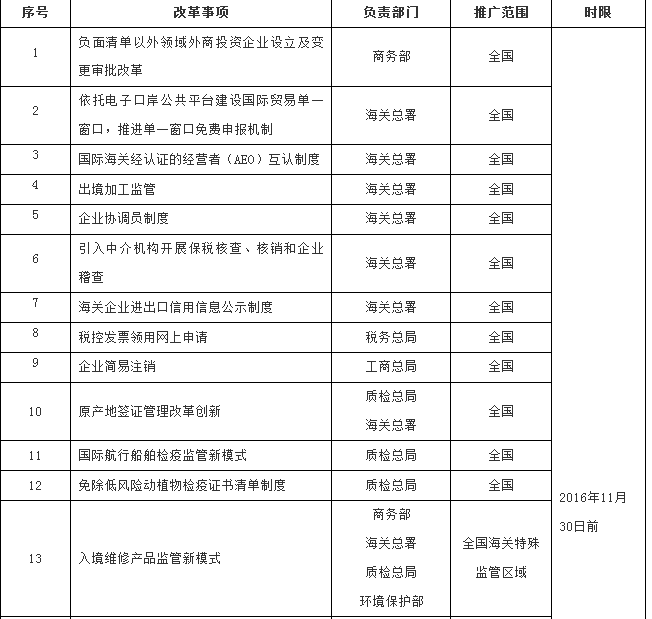 序号 改革事项 负责部门 推广范围 时限
1 负面清单以外领域外商投资企业设立及变更审批改革 商务部 全国
2 依托电子口岸公共平台建设国际贸易单一窗口，推进单一窗口免费申报机制 海关总署 全国
3 国际海关经认证的经营者（AEO）互认制度 海关总署 全国
4 出境加工监管 海关总署 全国
5 企业协调员制度 海关总署 全国
6 引入中介机构开展保税核查、核销和企业稽查 海关总署 全国
7 海关企业进出口信用信息公示制度 海关总署 全国
8 税控发票领用网上申请 税务总局 全国
9 企业简易注销 工商总局 全国
10 原产地签证管理改革创新 质检总局 海关总署 全国
11 国际航行船舶检疫监管新模式 质检总局 全国
12 免除低风险动植物检疫证书清单制度 质检总局 全国
13 入境维修产品监管新模式 商务部 海关总署 质检总局 环境保护部 全国海关特殊监管区域
2016年11月30日前